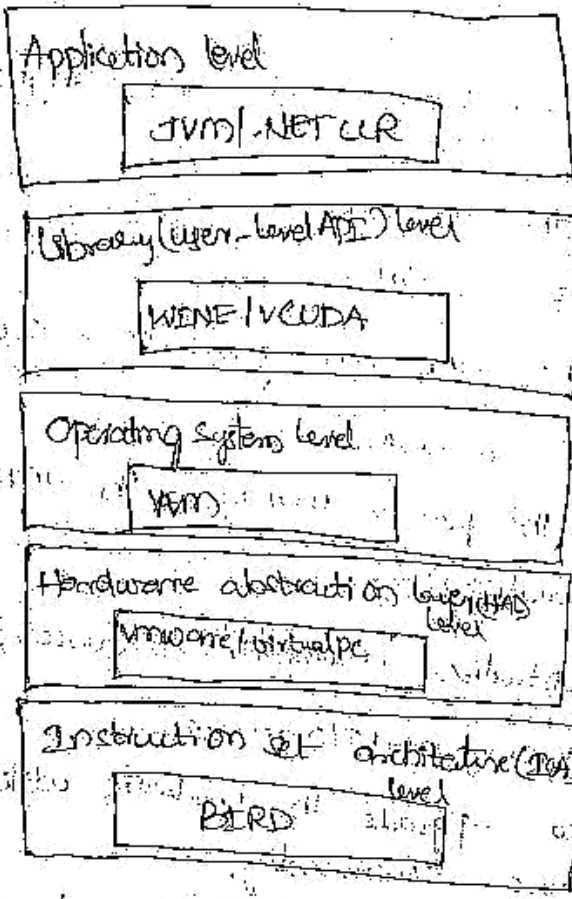 Application level
JVM/.NET CLR
Library (user-level API) level
WINE/vCUDA
Operating system level
Hardware abstraction layer (HAL)
level
vmware/virtualpc
Instruction set architecture (ISA)
level
BIRD